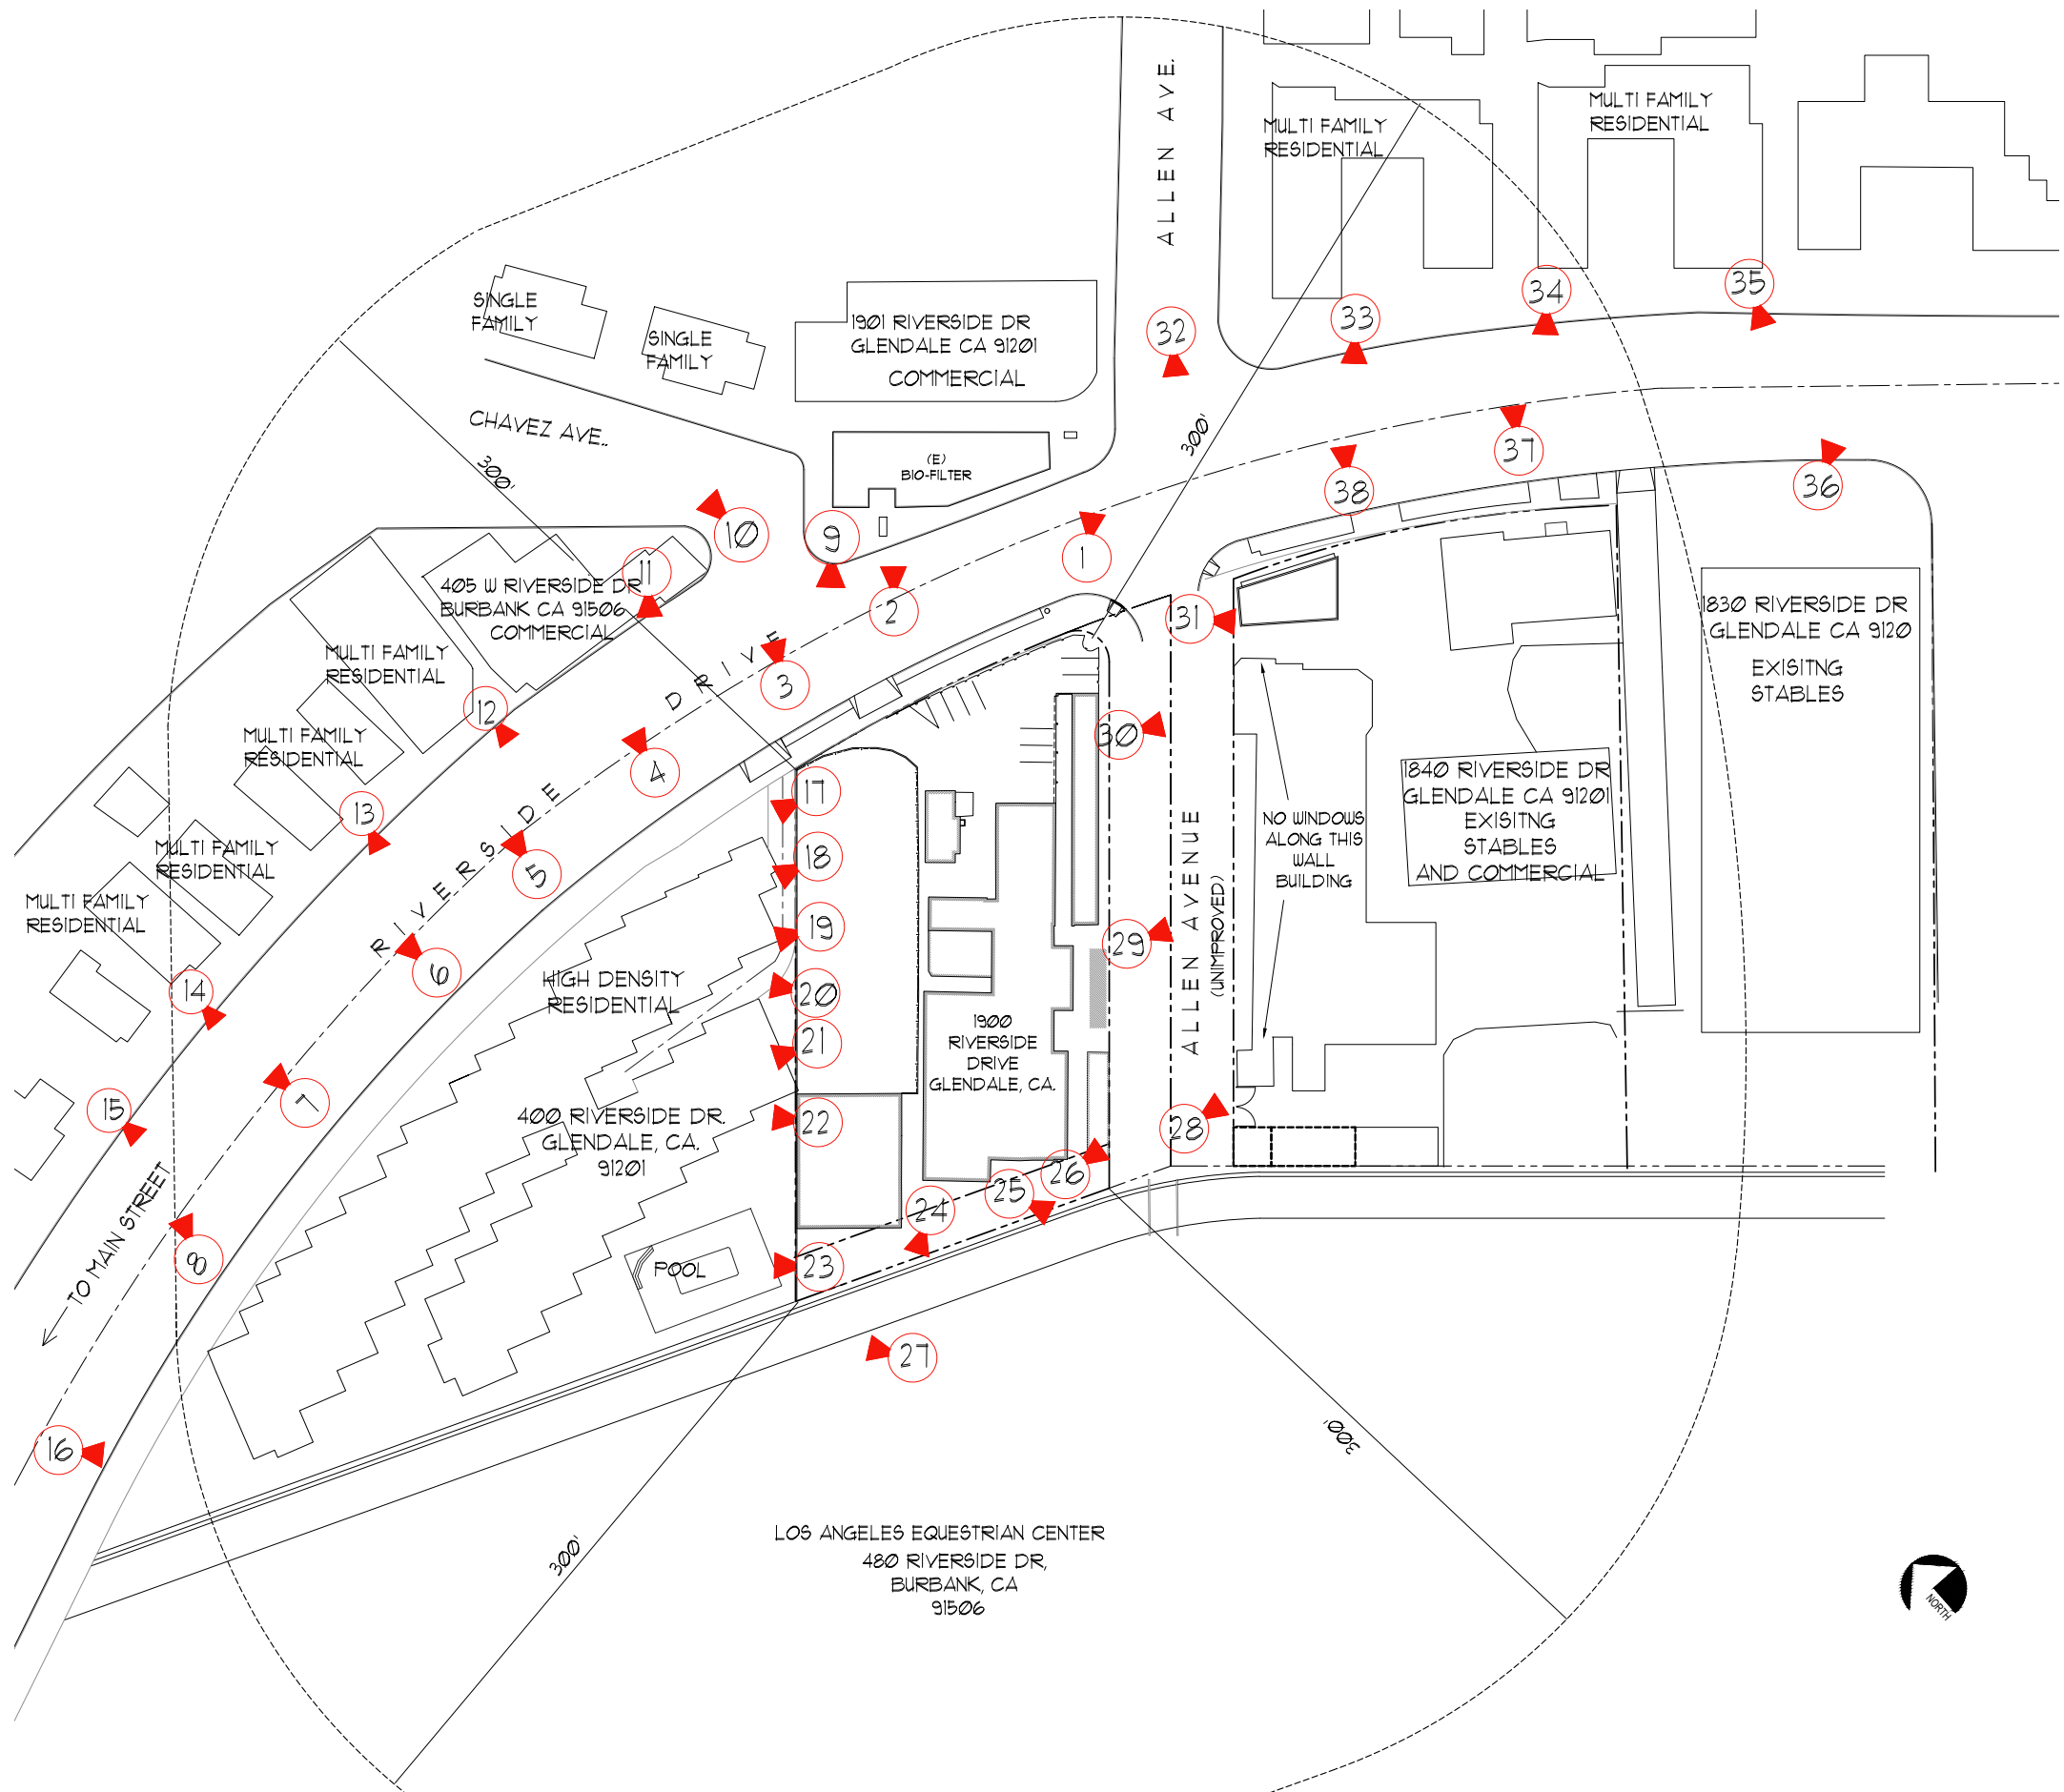 ALLEN AVE.
MULTI FAMILY
RESIDENTIAL
MULTI FAMILY
RESIDENTIAL
35
34
33
32
SINGLE
FAMILY
SINGLE
FAMILY
1901 RIVERSIDE DR
GLENDALE CA 91201
COMMERCIAL
CHAVEZ AVE..
300'
300'
(E)
BIO-FILTER
37
38
36
10
9
1
2
11
405 W RIVERSIDE DR
BURBANK CA 91506
COMMERCIAL
31
1830 RIVERSIDE DR
GLENDALE CA 9120
EXISITNG
STABLES
MULTI FAMILY
RESIDENTIAL
3
12
30
RIVERSIDE DRIVE
MULTI FAMILY
RESIDENTIAL
4
17
13
1840 RIVERSIDE DR
GLENDALE CA 91201
EXISITNG
STABLES
AND COMMERCIAL
NO WINDOWS
ALONG THIS
WALL
BUILDING
MULTI FAMILY
RESIDENTIAL
5
18
MULTI FAMILY
RESIDENTIAL
19
29
ALLEN AVENUE
(UNIMPROVED)
6
14
HIGH DENSITY
RESIDENTIAL
20
21
1900
RIVERSIDE
DRIVE
GLENDALE, CA.
7
15
400 RIVERSIDE DR.
GLENDALE, CA.
91201
22
28
26
25
24
TO MAIN STREET
8
POOL
23
27
16
300'
300'
LOS ANGELES EQUESTRIAN CENTER
480 RIVERSIDE DR,
BURBANK, CA
91506
NORTH